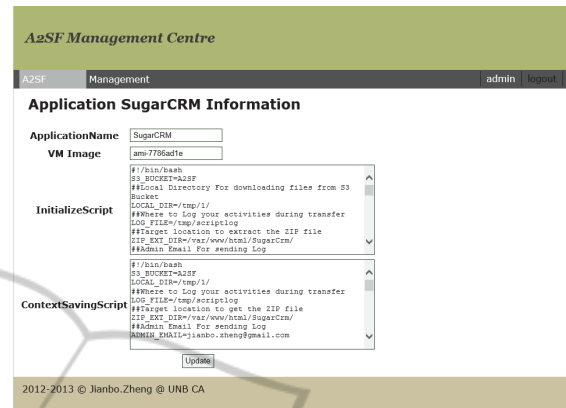 A2SF Management Centre
A2SF Management admin logout
Application SugarCRM Information
ApplicationName SugarCRM
VM Image ami-7786ad1e
InitializeScript
#!/bin/bash
S3_BUCKET=A2SF
##Local Directory For downloading files from S3
Bucket
LOCAL_DIR=/tmp/1/
##Where to Log your activities during transfer
LOG_FILE=/tmp/scriptlog
##Target location to extract the ZIP file
ZIP_EXT_DIR=/var/www/html/SugarCrm/
##Admin Email For sending Log
ContextSavingScript
#!/bin/bash
S3_BUCKET=A2SF
LOCAL_DIR=/tmp/1/
##Where to Log your activities during transfer
LOG_FILE=/tmp/scriptlog
##Target location to get the ZIP file
ZIP_EXT_DIR=/var/www/html/SugarCrm/
##Admin Email For sending Log
ADMIN_EMAIL=jianbo.zheng@gmail.com
Update
2012-2013 © Jianbo.Zheng @ UNB CA